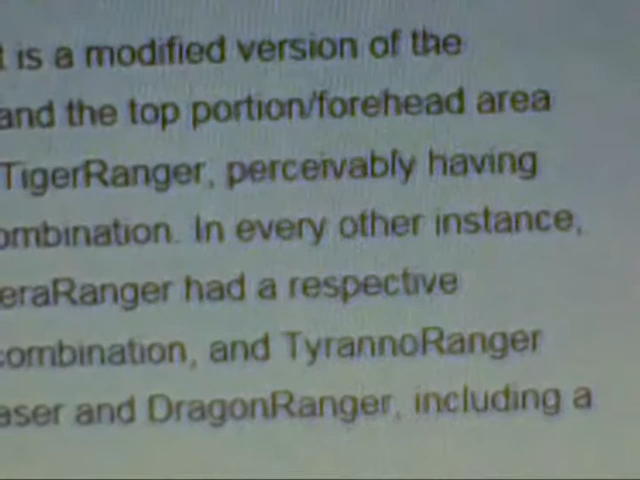 t is a modified version of the
and the top portion/forehead area
TigerRanger, perceivably having
ombination. In every other instance,
eraRanger had a respective
combination, and TyrannoRanger
aser and DragonRanger, including a